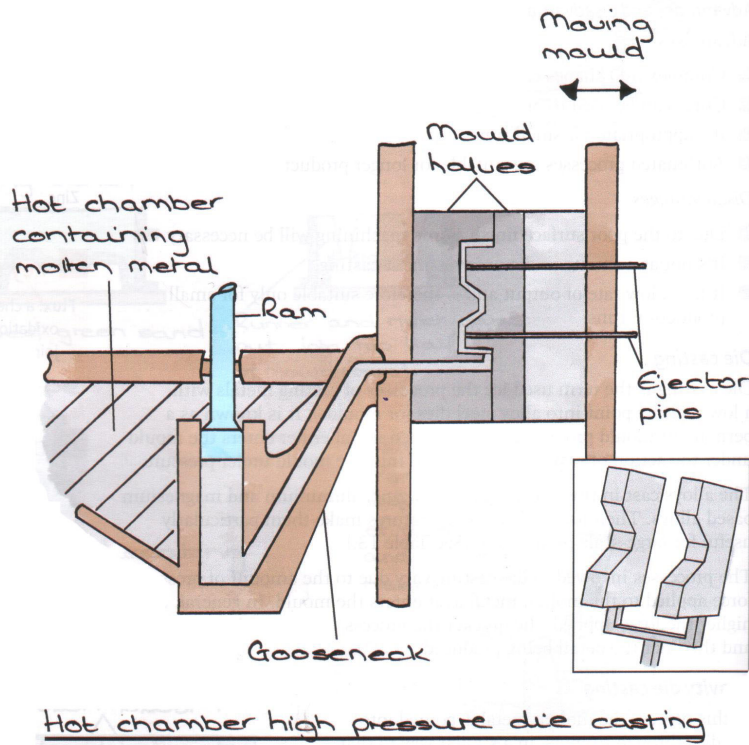 Moving
mould
Mould
halves
Hot chamber
containing
molten metal
Ram
Ejector
pins
Gooseneck
Hot chamber high pressure die casting